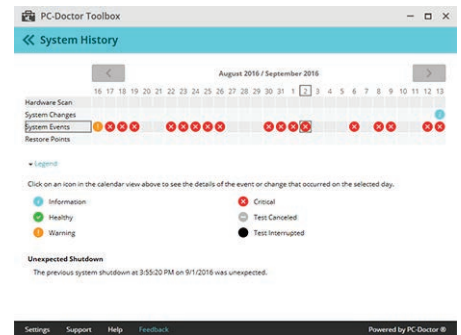 PC-Doctor Toolbox
System History
August 2016 / September 2016
16 17 18 19 20 21 22 23 24 25 26 27 28 29 30 31 1 2 3 4 5 6 7 8 9 10 11 12 13
Hardware Scan
System Changes
System Events
Restore Points
Legend
Click on an icon in the calendar view above to see the details of the event or change that occurred on the selected day.
Information Critical
Healthy Test Canceled
Warning Test Interrupted
Unexpected Shutdown
The previous system shutdown at 3:55:20 PM on 9/1/2016 was unexpected.
Settings Support Help Feedback Powered by PC-Doctor ®